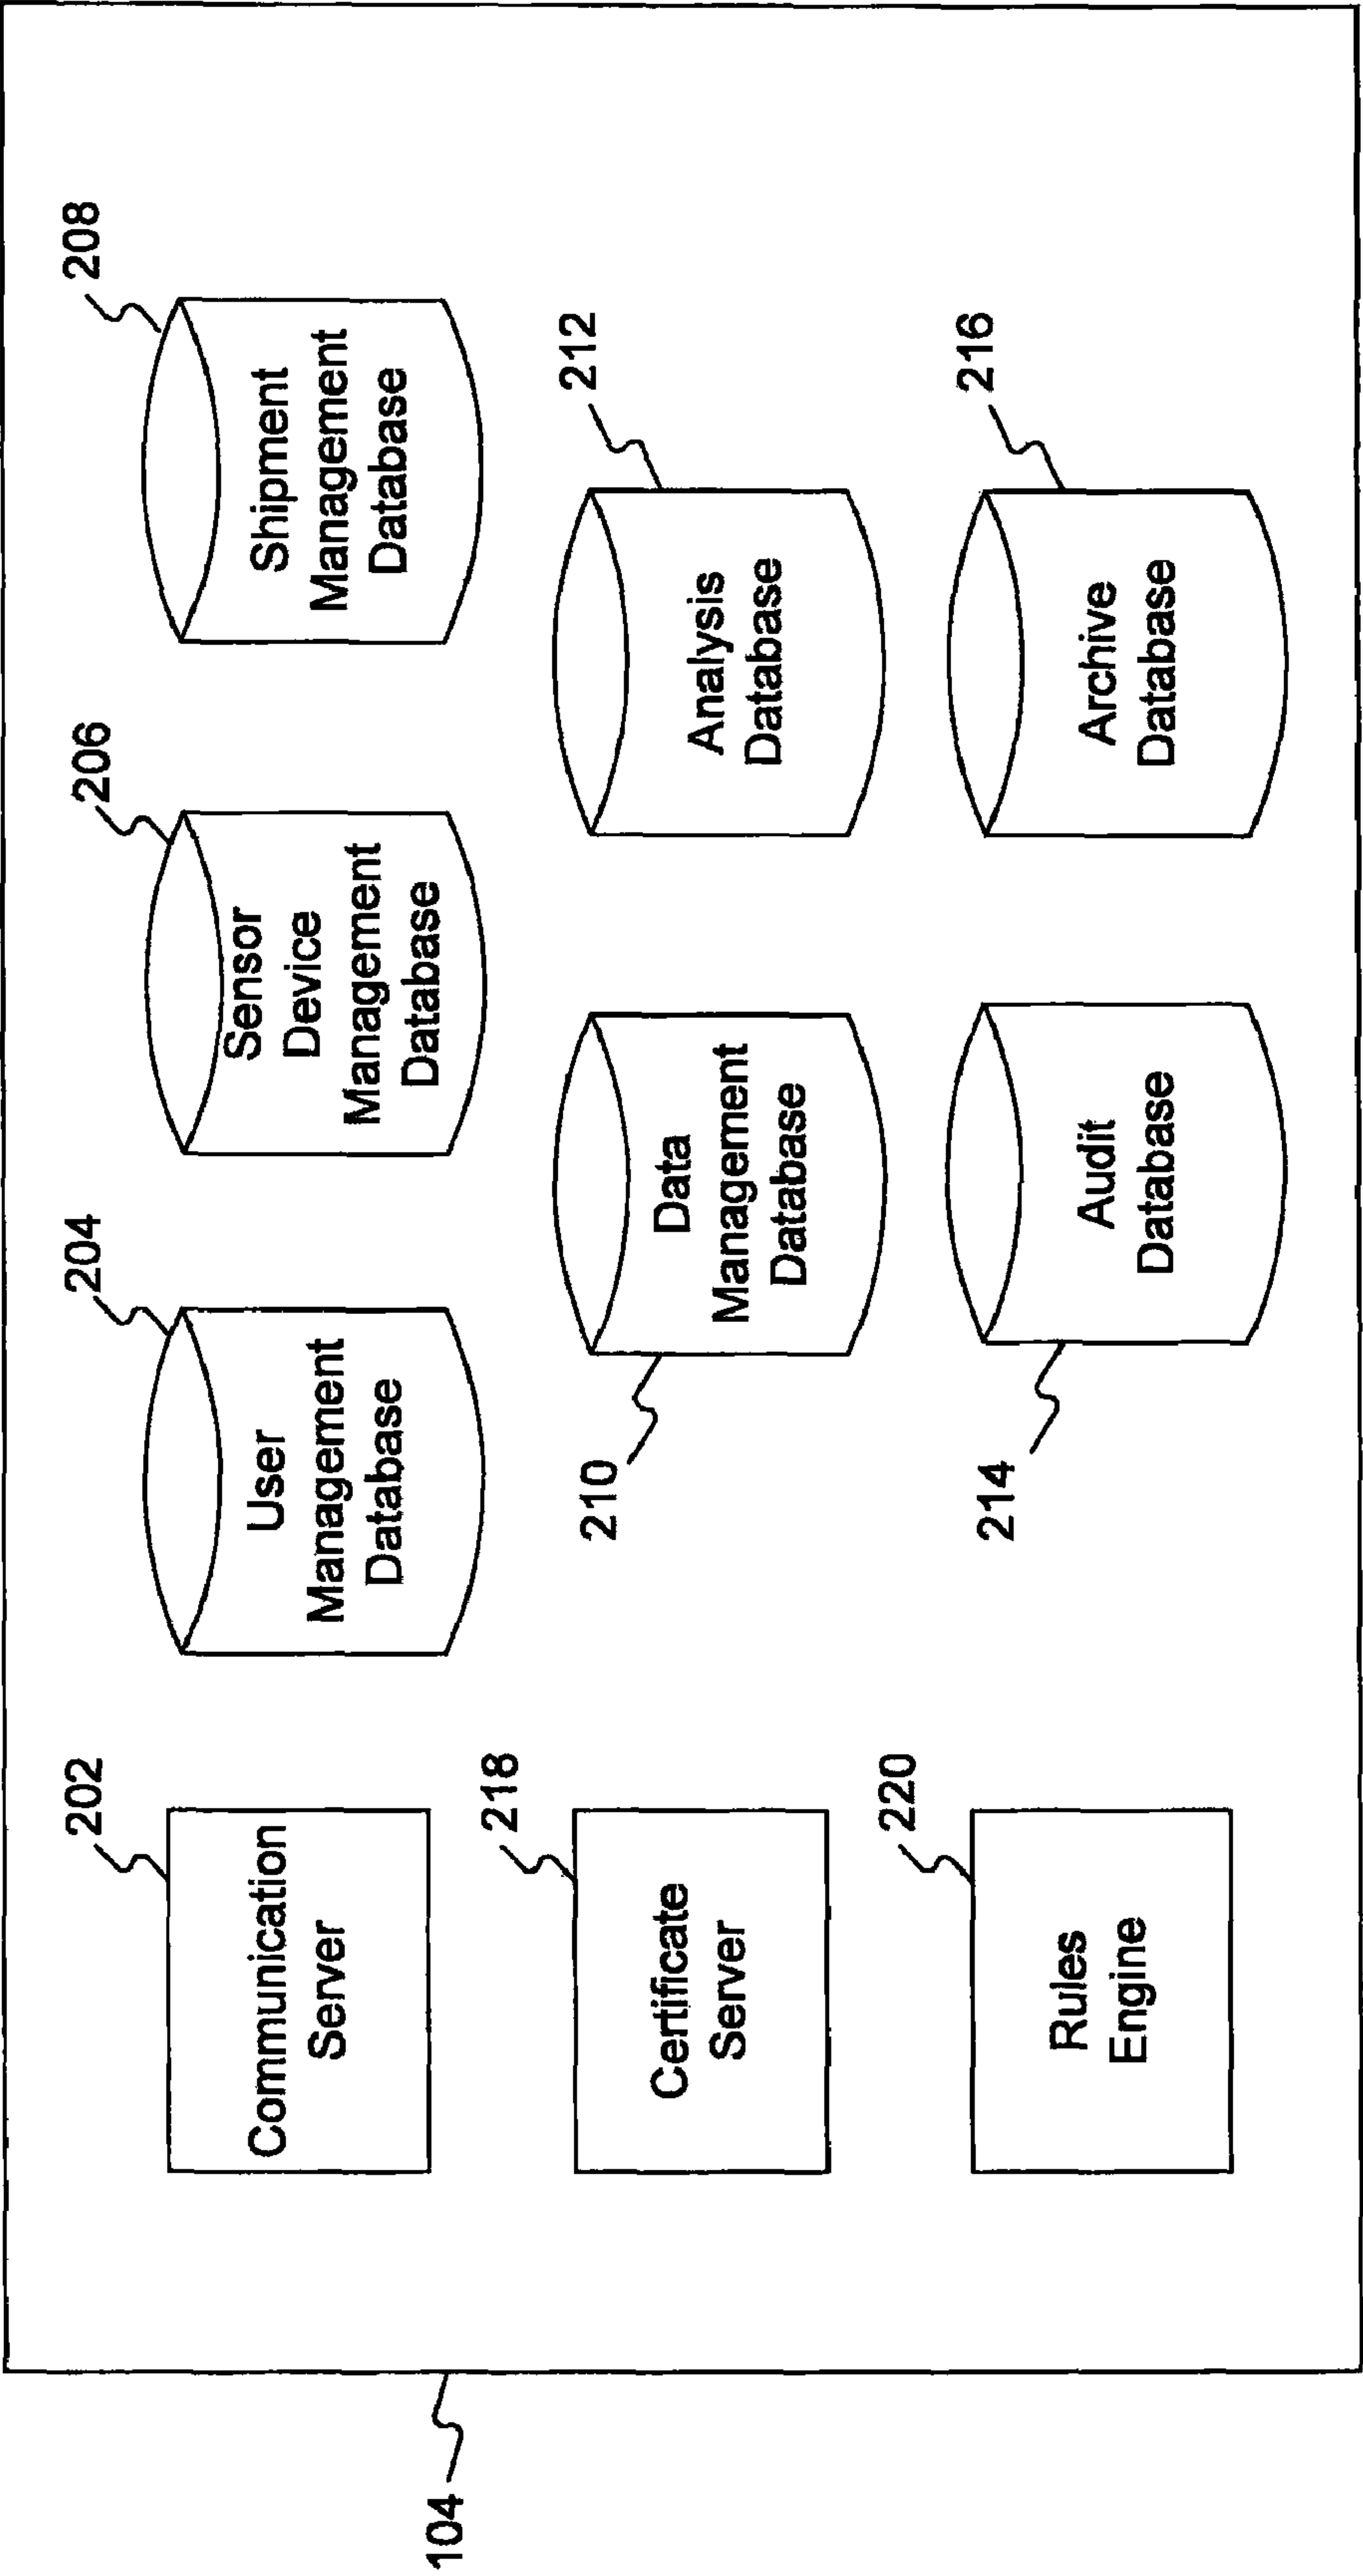 202
Communication
Server
204
User
Management
Database
206
Sensor
Device
Management
Database
208
Shipment
Management
Database
218
Certificate
Server
210
Data
Management
Database
212
Analysis
Database
220
Rules
Engine
214
Audit
Database
216
Archive
Database
104